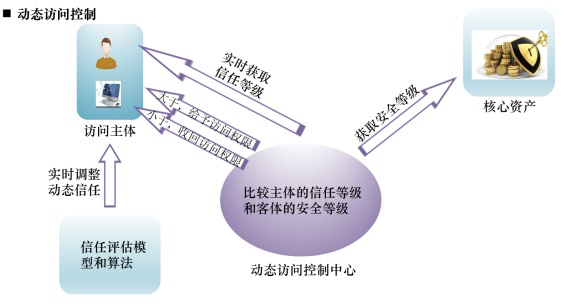 ■ 动态访问控制
实时获取
信任等级
大于，给予访问权限
小于，收回访问权限
获取安全等级
访问主体
核心资产
实时调整
动态信任
比较主体的信任等级
和客体的安全等级
信任评估模
型和算法
动态访问控制中心